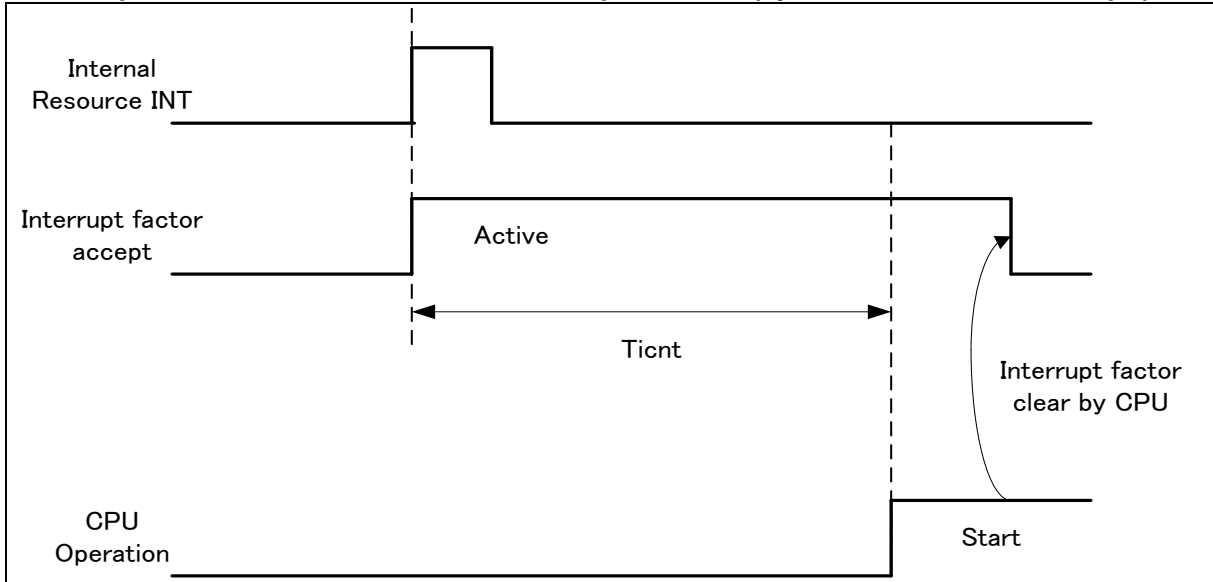 Internal
Resource INT
Interrupt factor
accept
Active
Ticnt
Interrupt factor
clear by CPU
CPU
Operation
Start